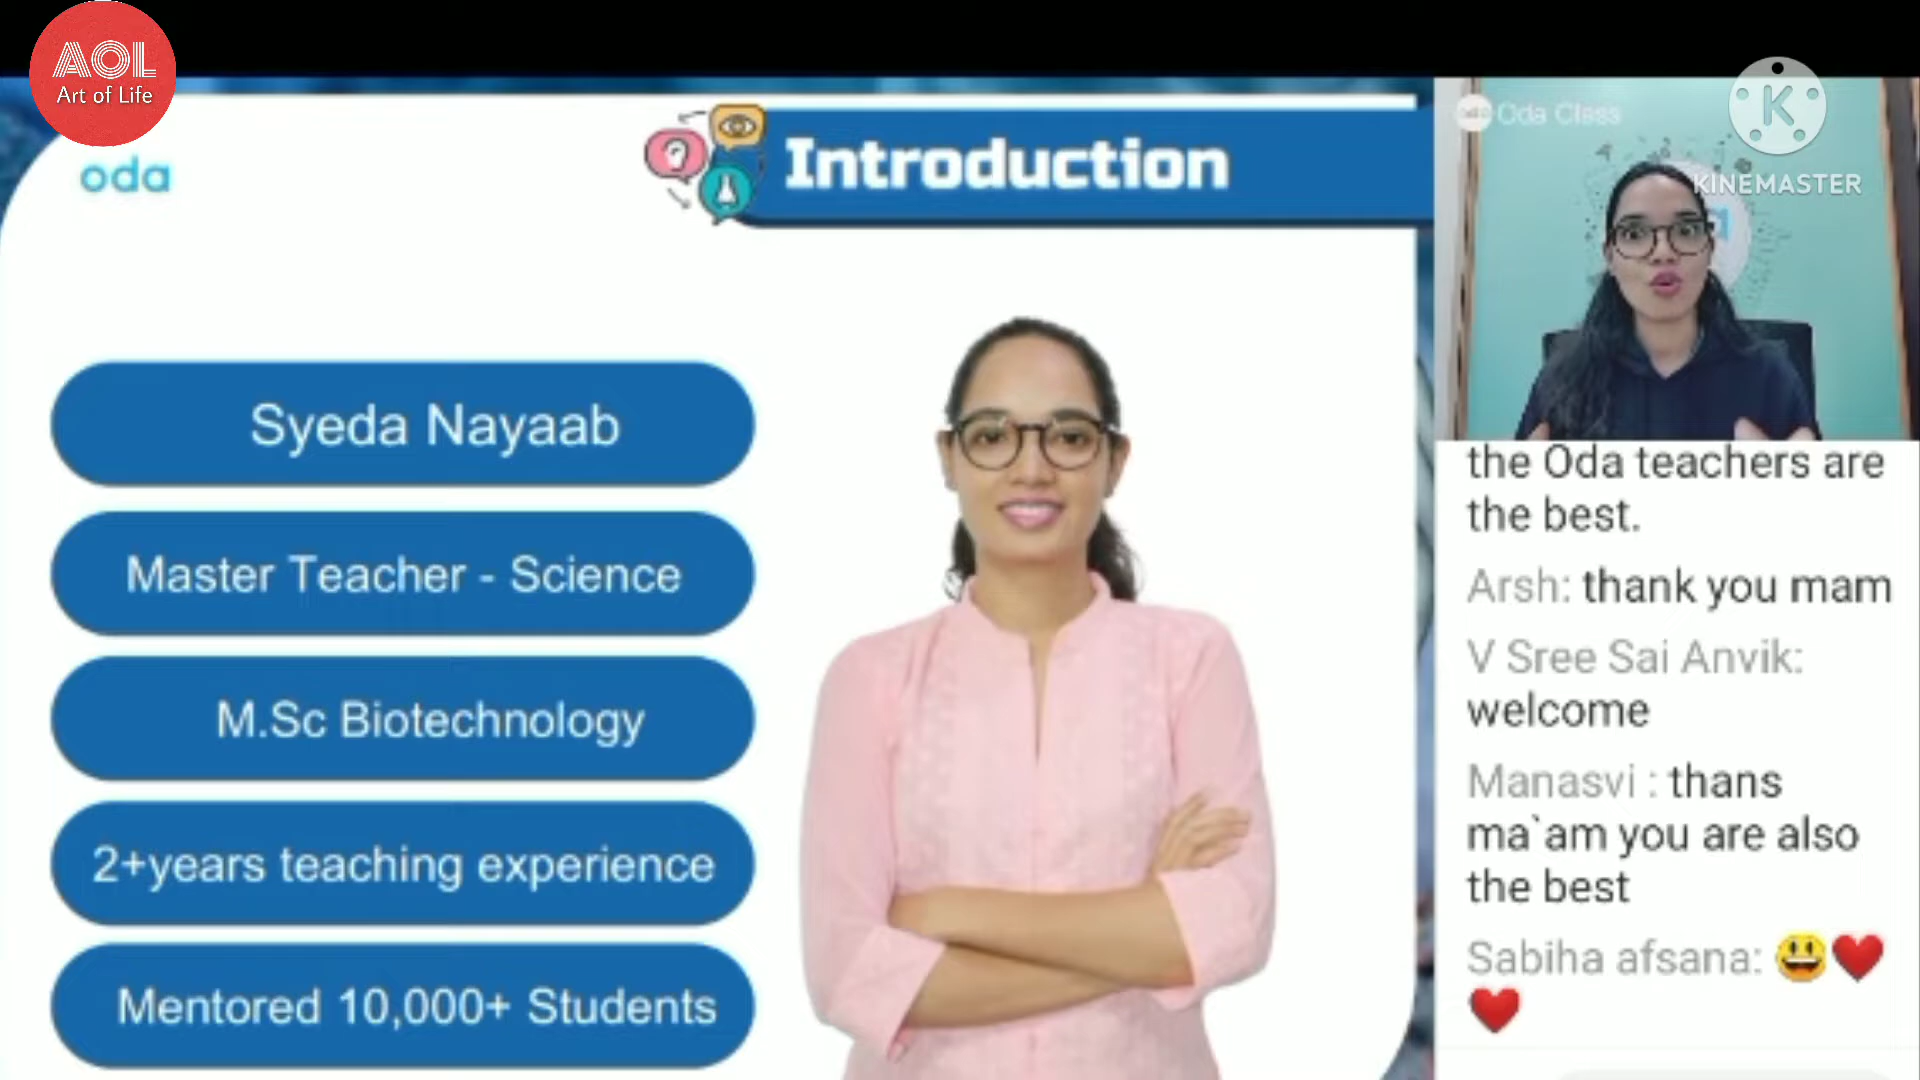 AOL
Art of Life
oda
Introduction
Syeda Nayaab
Master Teacher - Science
M.Sc Biotechnology
2+years teaching experience
Mentored 10,000+ Students
Oda Class
K
KINEMASTER
the Oda teachers are
the best.
Arsh: thank you mam
V Sree Sai Anvik:
welcome
Manasvi : thans
ma`am you are also
the best
Sabiha afsana: 😃❤️
❤️